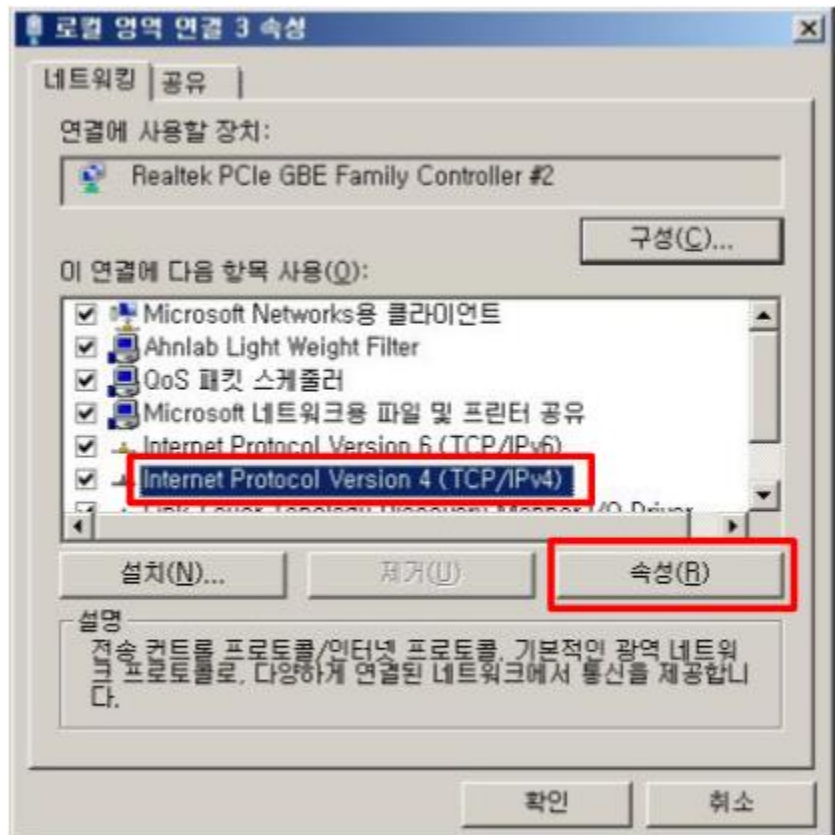 로컬 영역 연결 3 속성
네트워킹
공유
연결에 사용할 장치:
Realtek PCIe GBE Family Controller #2
구성(C)...
이 연결에 다음 항목 사용(O):
Microsoft Networks용 클라이언트
Ahnlab Light Weight Filter
QoS 패킷 스케줄러
Microsoft 네트워크용 파일 및 프린터 공유
Internet Protocol Version 6 (TCP/IPv6)
Internet Protocol Version 4 (TCP/IPv4)
Link-Layer Topology Discovery Mapper I/O Driver
설치(N)...
제거(U)
속성(R)
설명
전송 컨트롤 프로토콜/인터넷 프로토콜. 기본적인 광역 네트워
크 프로토콜로, 다양하게 연결된 네트워크에서 통신을 제공합니
다.
확인
취소